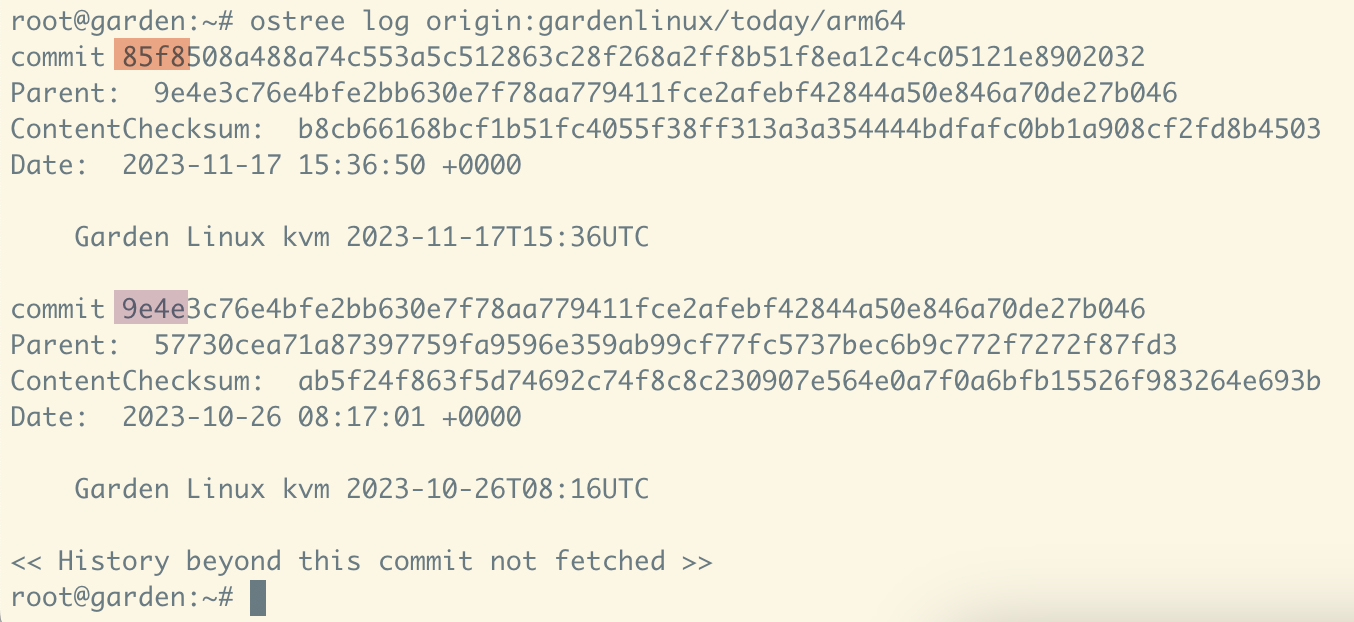 root@garden:~# ostree log origin:gardenlinux/today/arm64
commit 85f8508a488a74c553a5c512863c28f268a2ff8b51f8ea12c4c05121e8902032
Parent:  9e4e3c76e4bfe2bb630e7f78aa779411fce2afebf42844a50e846a70de27b046
ContentChecksum:  b8cb66168bcf1b51fc4055f38ff313a3a354444bdfafc0bb1a908cf2fd8b4503
Date:  2023-11-17 15:36:50 +0000
    Garden Linux kvm 2023-11-17T15:36UTC
commit 9e4e3c76e4bfe2bb630e7f78aa779411fce2afebf42844a50e846a70de27b046
Parent:  57730cea71a87397759fa9596e359ab99cf77fc5737bec6b9c772f7272f87fd3
ContentChecksum:  ab5f24f863f5d74692c74f8c8c230907e564e0a7f0a6bfb15526f983264e693b
Date:  2023-10-26 08:17:01 +0000
    Garden Linux kvm 2023-10-26T08:16UTC
<< History beyond this commit not fetched >>
root@garden:~#